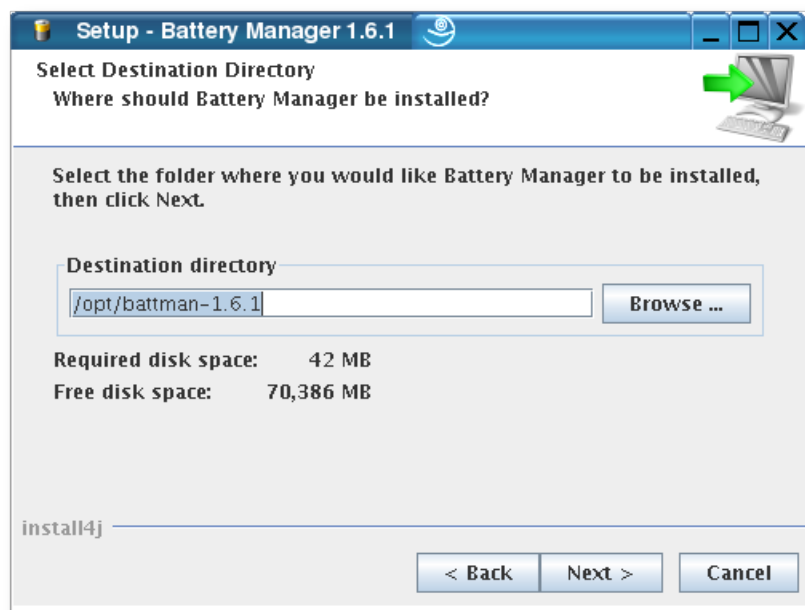 Setup - Battery Manager 1.6.1
Select Destination Directory
Where should Battery Manager be installed?
Select the folder where you would like Battery Manager to be installed,
then click Next.
Destination directory
/opt/battman-1.6.1
Browse ...
Required disk space: 42 MB
Free disk space: 70,386 MB
install4j
< Back Next > Cancel